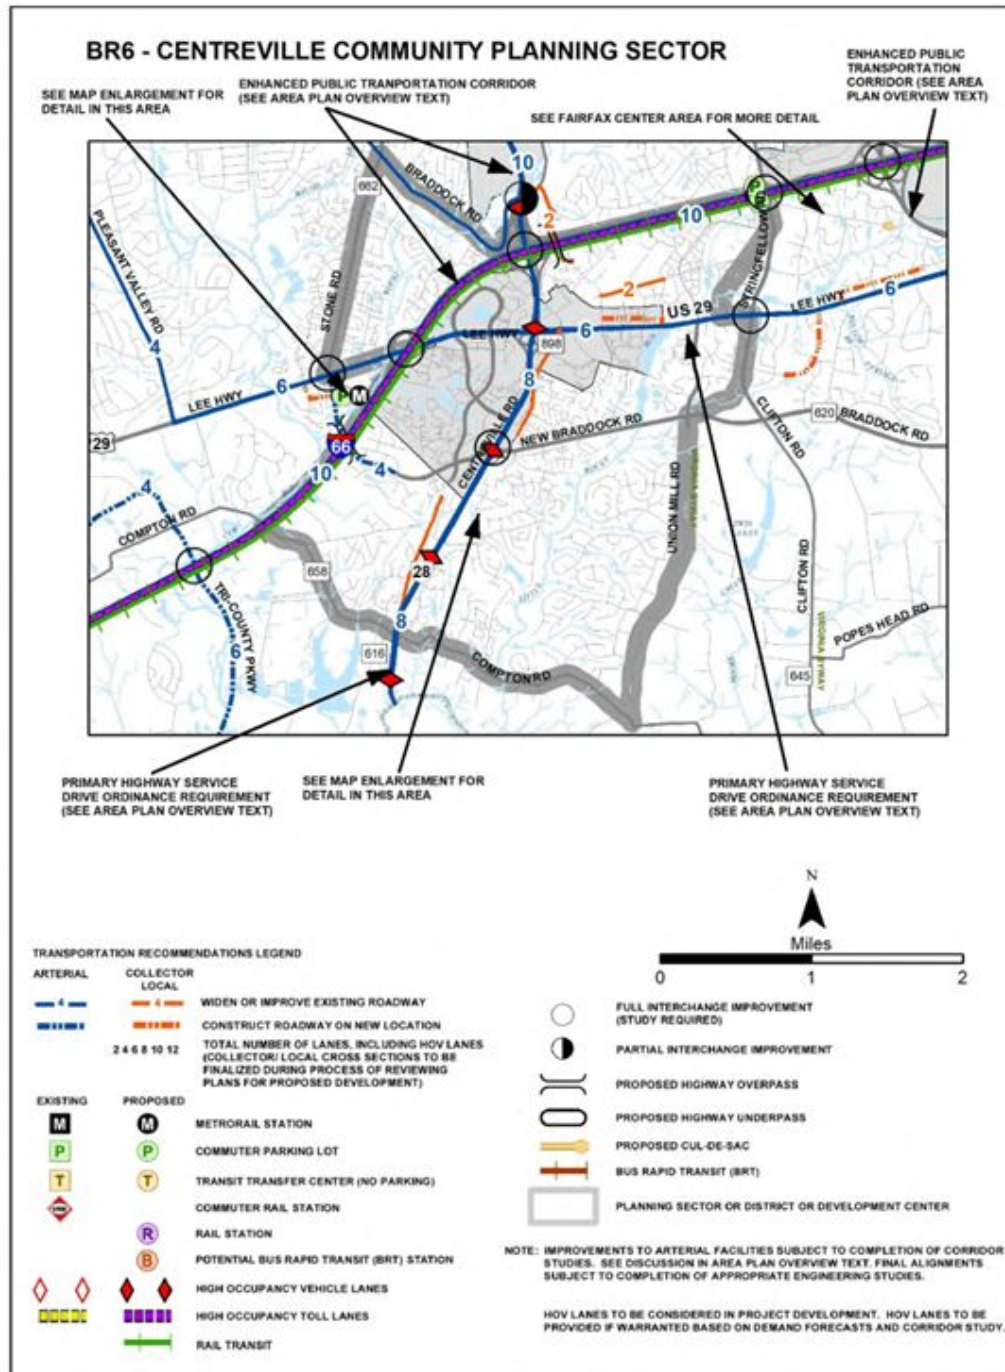 BR6 - CENTREVILLE COMMUNITY PLANNING SECTOR
SEE MAP ENLARGEMENT FOR
DETAIL IN THIS AREA
ENHANCED PUBLIC TRANPORTATION CORRIDOR
(SEE AREA PLAN OVERVIEW TEXT)
ENHANCED PUBLIC
TRANSPORTATION
CORRIDOR (SEE AREA
PLAN OVERVIEW TEXT)
SEE FAIRFAX CENTER AREA FOR MORE DETAIL
10
662
BRADDOCK RD
P
10
2
STRINGFELLOW RD
PLEASANT VALLEY RD
STONE RD
2
US 29
LEE HWY
6
4
LEE HWY
6
898
6
LEE HWY
P
M
8
CENTREVILLE RD
29
66
NEW BRADDOCK RD
CLIFTON RD
620
BRADDOCK RD
10
4
4
COMPTON RD
UNION MILL RD
658
28
CLIFTON RD
TRI-COUNTY PKWY
6
8
616
COMPTON RD
VIRGINIA BYWAY
POPES HEAD RD
645
PRIMARY HIGHWAY SERVICE
DRIVE ORDINANCE REQUIREMENT
(SEE AREA PLAN OVERVIEW TEXT)
SEE MAP ENLARGEMENT FOR
DETAIL IN THIS AREA
PRIMARY HIGHWAY SERVICE
DRIVE ORDINANCE REQUIREMENT
(SEE AREA PLAN OVERVIEW TEXT)
N
Miles
0 1 2
TRANSPORTATION RECOMMENDATIONS LEGEND
ARTERIAL
COLLECTOR
LOCAL
4 4 WIDEN OR IMPROVE EXISTING ROADWAY
CONSTRUCT ROADWAY ON NEW LOCATION
2 4 6 8 10 12 TOTAL NUMBER OF LANES, INCLUDING HOV LANES
(COLLECTOR/ LOCAL CROSS SECTIONS TO BE
FINALIZED DURING PROCESS OF REVIEWING
PLANS FOR PROPOSED DEVELOPMENT)
EXISTING PROPOSED
M M METRORAIL STATION
P P COMMUTER PARKING LOT
T T TRANSIT TRANSFER CENTER (NO PARKING)
COMMUTER RAIL STATION
R RAIL STATION
B POTENTIAL BUS RAPID TRANSIT (BRT) STATION
HIGH OCCUPANCY VEHICLE LANES
HIGH OCCUPANCY TOLL LANES
RAIL TRANSIT
FULL INTERCHANGE IMPROVEMENT
(STUDY REQUIRED)
PARTIAL INTERCHANGE IMPROVEMENT
PROPOSED HIGHWAY OVERPASS
PROPOSED HIGHWAY UNDERPASS
PROPOSED CUL-DE-SAC
BUS RAPID TRANSIT (BRT)
PLANNING SECTOR OR DISTRICT OR DEVELOPMENT CENTER
NOTE: IMPROVEMENTS TO ARTERIAL FACILITIES SUBJECT TO COMPLETION OF CORRIDOR
STUDIES. SEE DISCUSSION IN AREA PLAN OVERVIEW TEXT. FINAL ALIGNMENTS
SUBJECT TO COMPLETION OF APPROPRIATE ENGINEERING STUDIES.
HOV LANES TO BE CONSIDERED IN PROJECT DEVELOPMENT. HOV LANES TO BE
PROVIDED IF WARRANTED BASED ON DEMAND FORECASTS AND CORRIDOR STUDY.